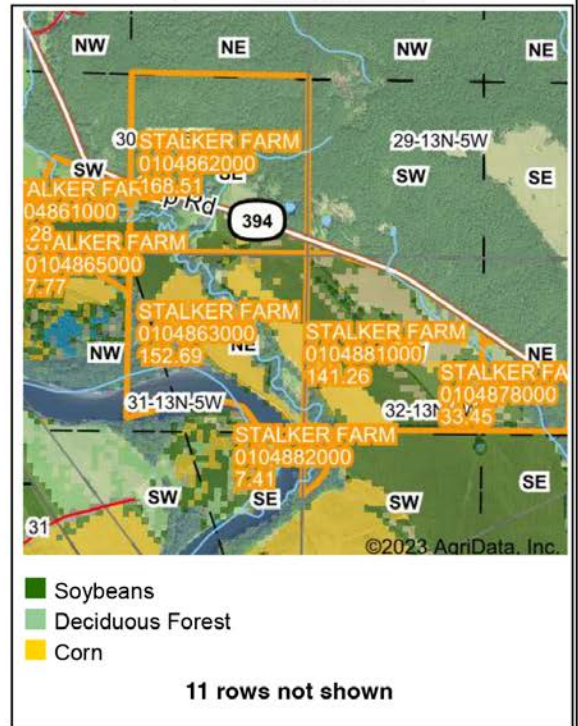 NW
NE
NW
NE
30
STALKER FARM
0104862000
168.51
SE
29-13N-5W
SW
SW
SE
TALKER FAR
04861000
.28
p Rd
394
STALKER FARM
0104865000
7.77
STALKER FARM
0104863000
152.69
NE
NW
STALKER FARM
0104881000
141.26
NE
STALKER FA
0104878000
33.45
31-13N-5W
32-13N
W
STALKER FARM
0104882000
7.41
SW
SE
SW
SE
31
©2023 AgriData, Inc.
Soybeans
Deciduous Forest
Corn
11 rows not shown